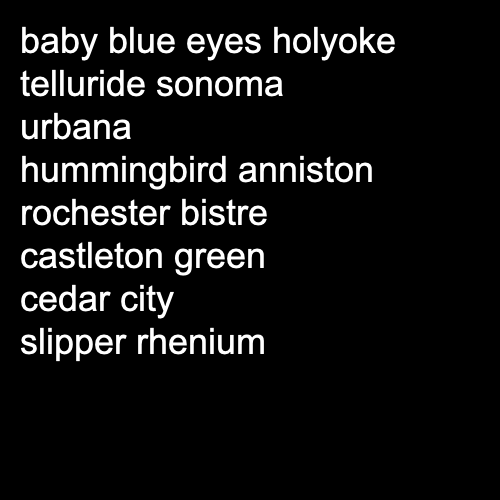 baby blue eyes holyoke
telluride sonoma
urbana
hummingbird anniston
rochester bistre
castleton green
cedar city
slipper rhenium